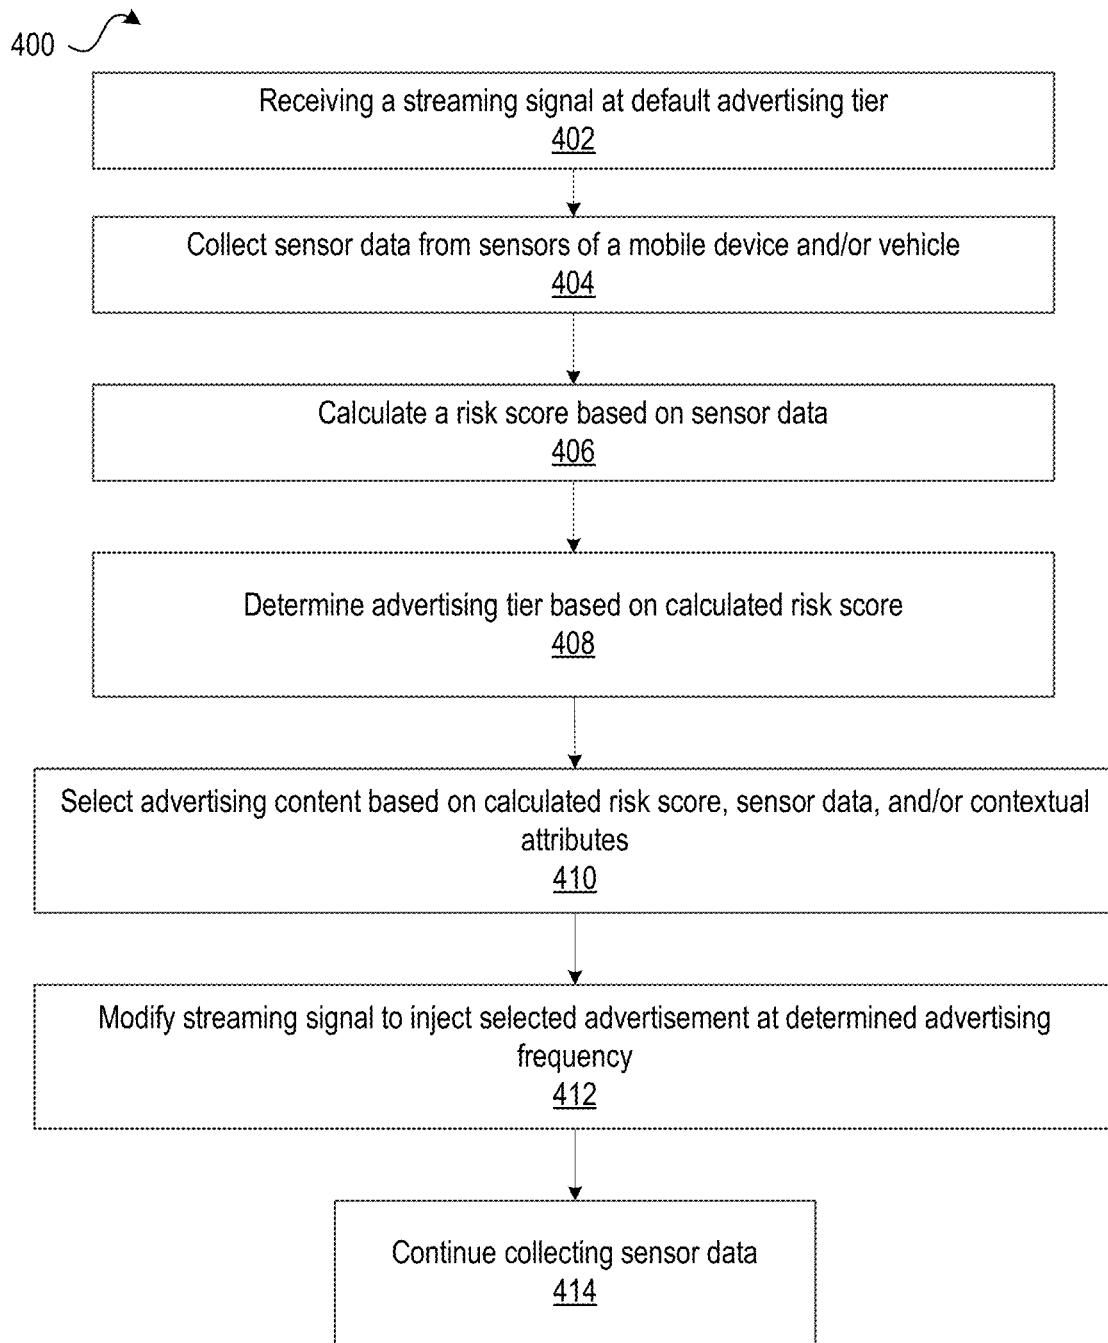 400
Receiving a streaming signal at default advertising tier
402
Collect sensor data from sensors of a mobile device and/or vehicle
404
Calculate a risk score based on sensor data
406
Determine advertising tier based on calculated risk score
408
Select advertising content based on calculated risk score, sensor data, and/or contextual
attributes
410
Modify streaming signal to inject selected advertisement at determined advertising
frequency
412
Continue collecting sensor data
414